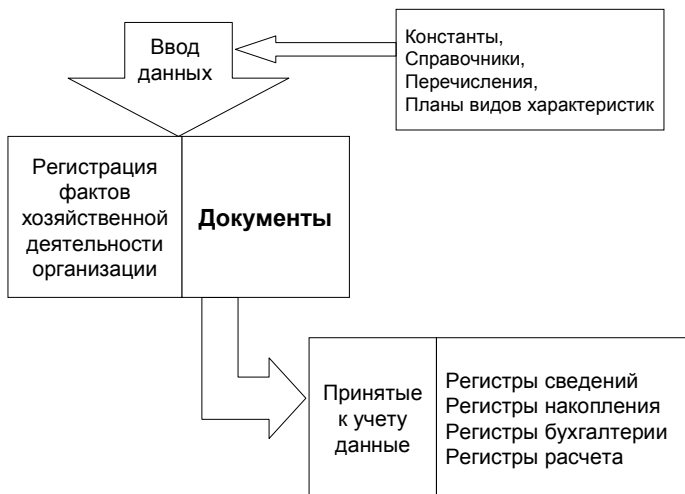 Ввод
данных
Константы,
Справочники,
Перечисления,
Планы видов характеристик
Регистрация
фактов
хозяйственной
деятельности
организации
Документы
Принятые
к учету
данные
Регистры сведений
Регистры накопления
Регистры бухгалтерии
Регистры расчета